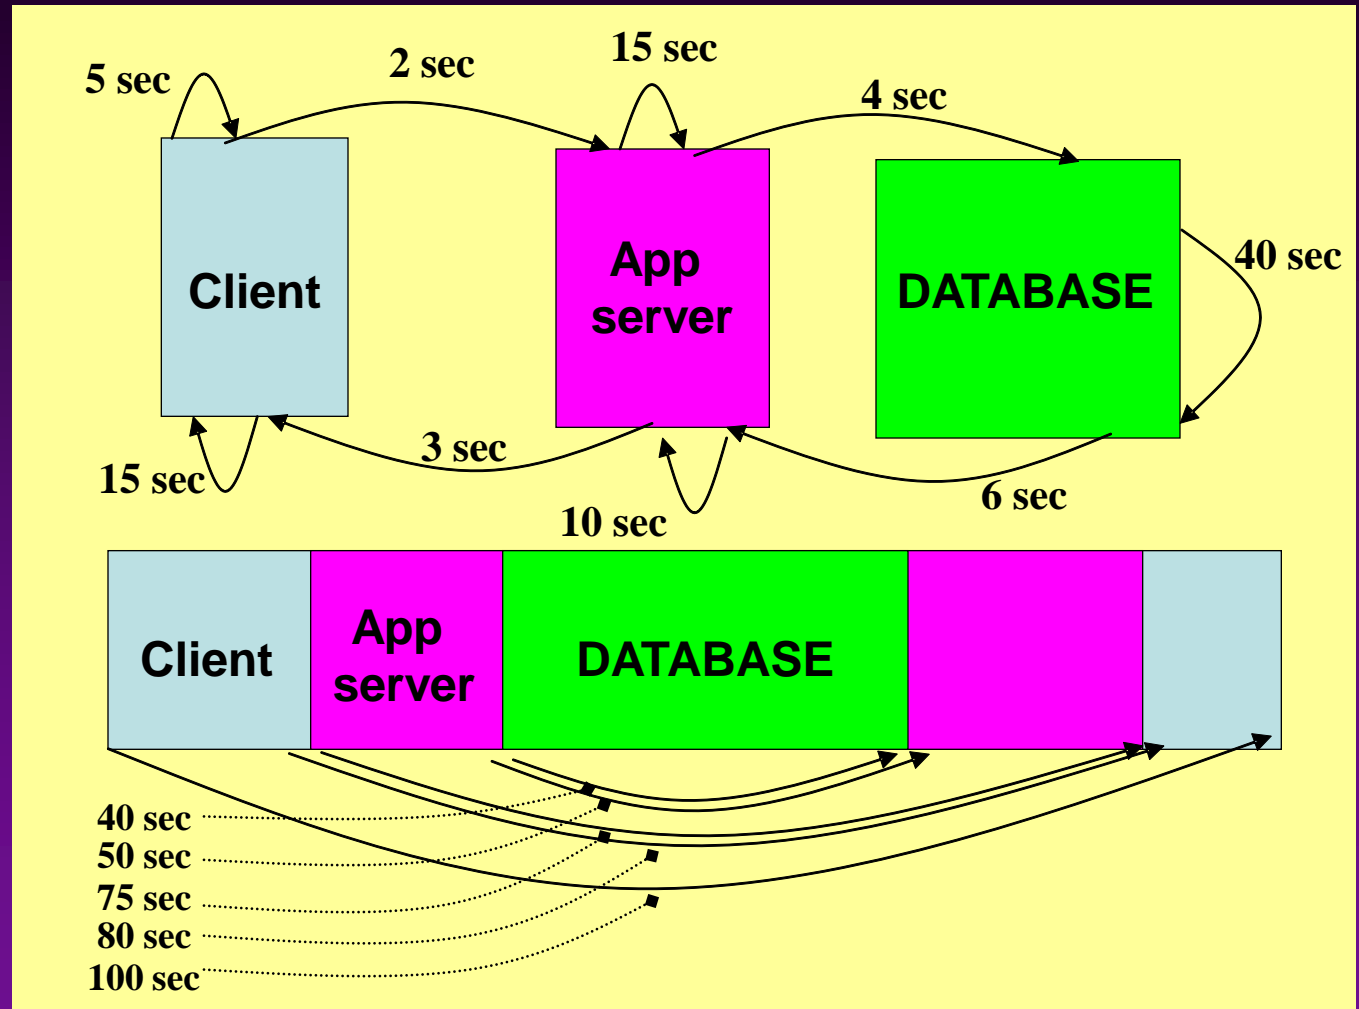 5 sec
2 sec
15 sec
4 sec
Client
App
server
DATABASE
40 sec
15 sec
3 sec
10 sec
6 sec
Client
App
server
DATABASE
40 sec
50 sec
75 sec
80 sec
100 sec